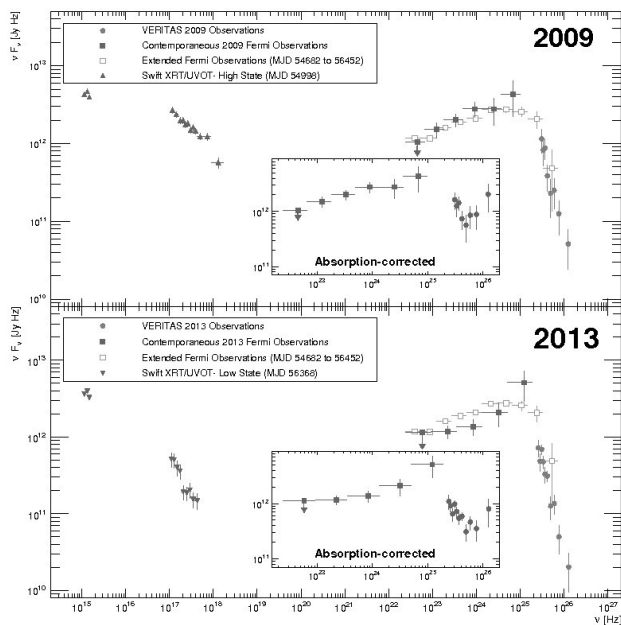 ν Fν [Jy Hz]
2009
VERITAS 2009 Observations
Contemporaneous 2009 Fermi Observations
Extended Fermi Observations (MJD 54682 to 56452)
Swift XRT/UVOT- High State (MJD 54998)
10^13
10^12
10^11
10^10
10^12
10^11
Absorption-corrected
10^23 10^24 10^25 10^26
ν Fν [Jy Hz]
2013
VERITAS 2013 Observations
Contemporaneous 2013 Fermi Observations
Extended Fermi Observations (MJD 54682 to 56452)
Swift XRT/UVOT- Low State (MJD 56368)
10^13
10^12
10^11
10^10
10^12
10^11
Absorption-corrected
10^23 10^24 10^25 10^26
10^15 10^16 10^17 10^18 10^19 10^20 10^21 10^22 10^23 10^24 10^25 10^26 10^27
ν [Hz]